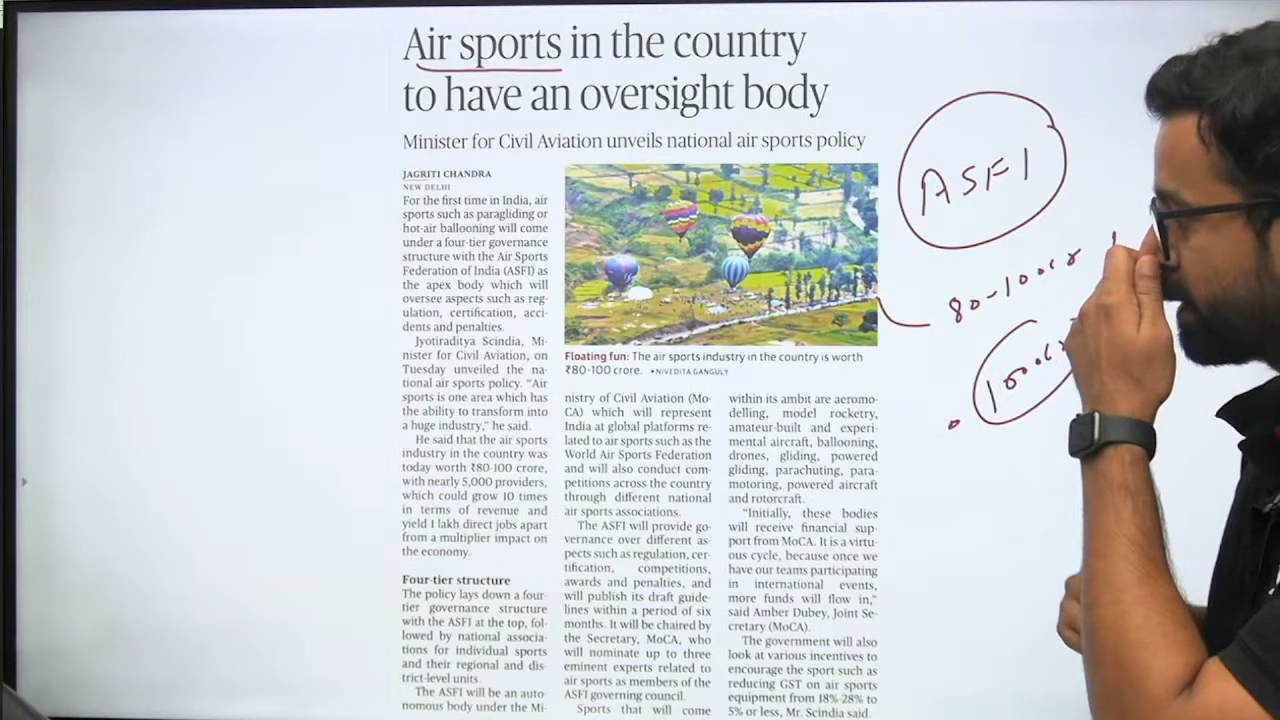 Air sports in the country
to have an oversight body
Minister for Civil Aviation unveils national air sports policy
JAGRITI CHANDRA
NEW DELHI
For the first time in India, air
sports such as paragliding or
hot-air ballooning will come
under a four-tier governance
structure with the Air Sports
Federation of India (ASFI) as
the apex body which will
oversee aspects such as reg-
ulation, certification, acci-
dents and penalties.
Jyotiraditya Scindia, Mi-
nister for Civil Aviation, on
Tuesday unveiled the na-
tional air sports policy. “Air
sports is one area which has
the ability to transform into
a huge industry,” he said.
He said that the air sports
industry in the country was
today worth ₹80-100 crore,
with nearly 5,000 providers,
which could grow 10 times
in terms of revenue and
yield 1 lakh direct jobs apart
from a multiplier impact on
the economy.
Four-tier structure
The policy lays down a four-
tier governance structure
with the ASFI at the top, fol-
lowed by national associa-
tions for individual sports
and their regional and dis-
trict-level units.
The ASFI will be an auto-
nomous body under the Mi-
Floating fun: The air sports industry in the country is worth
₹80-100 crore. •NIVEDITA GANGULY
nistry of Civil Aviation (Mo-
CA) which will represent
India at global platforms re-
lated to air sports such as the
World Air Sports Federation
and will also conduct com-
petitions across the country
through different national
air sports associations.
The ASFI will provide go-
vernance over different as-
pects such as regulation, cer-
tification, competitions,
awards and penalties, and
will publish its draft guide-
lines within a period of six
months. It will be chaired by
the Secretary, MoCA, who
will nominate up to three
eminent experts related to
air sports as members of the
ASFI governing council.
Sports that will come
within its ambit are aeromo-
delling, model rocketry,
amateur-built and experi-
mental aircraft, ballooning,
drones, gliding, powered
gliding, parachuting, para-
motoring, powered aircraft
and rotorcraft.
“Initially, these bodies
will receive financial sup-
port from MoCA. It is a virtu-
ous cycle, because once we
have our teams participating
in international events,
more funds will flow in,”
said Amber Dubey, Joint Se-
cretary (MoCA).
The government will also
look at various incentives to
encourage the sport such as
reducing GST on air sports
equipment from 18%-28% to
5% or less, Mr. Scindia said.
ASFI
80-100cr